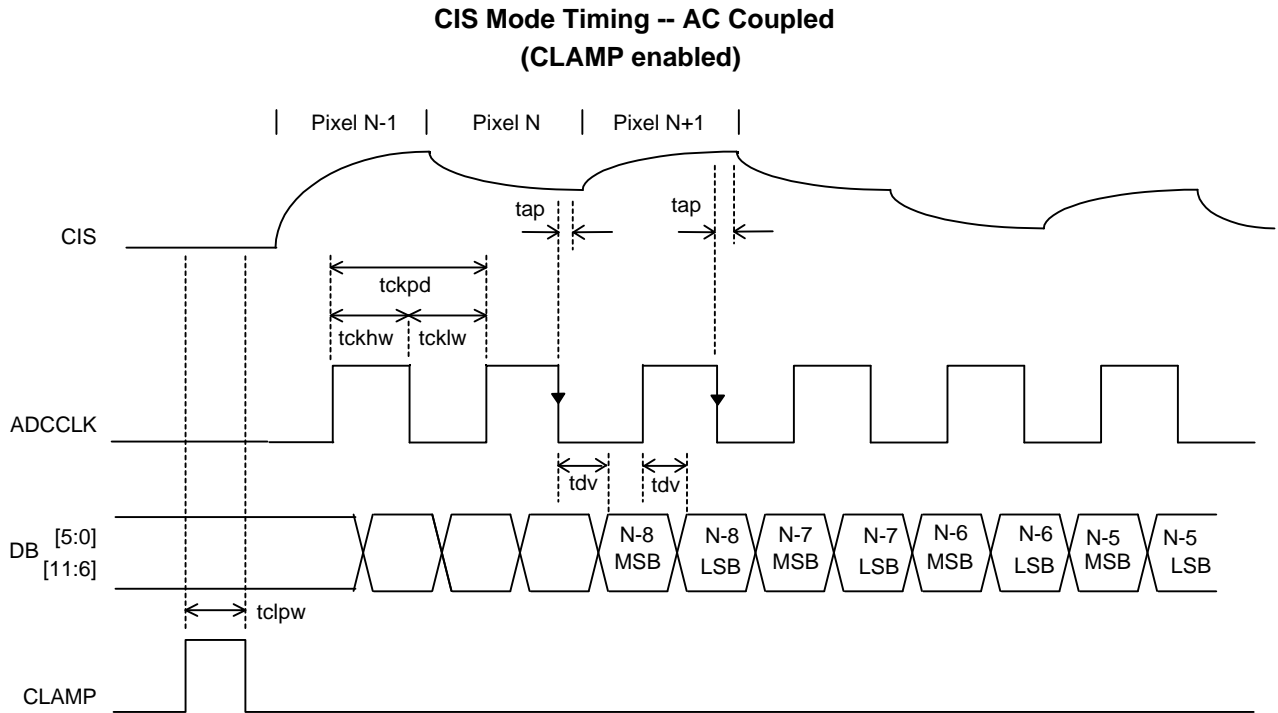 CIS Mode Timing -- AC Coupled
(CLAMP enabled)
| Pixel N-1 | Pixel N | Pixel N+1 |
tap
tap
CIS
tckpd
tckhw
tcklw
ADCCLK
tdv
tdv
DB
[5:0]
[11:6]
N-8
MSB
N-8
LSB
N-7
MSB
N-7
LSB
N-6
MSB
N-6
LSB
N-5
MSB
N-5
LSB
tclpw
CLAMP